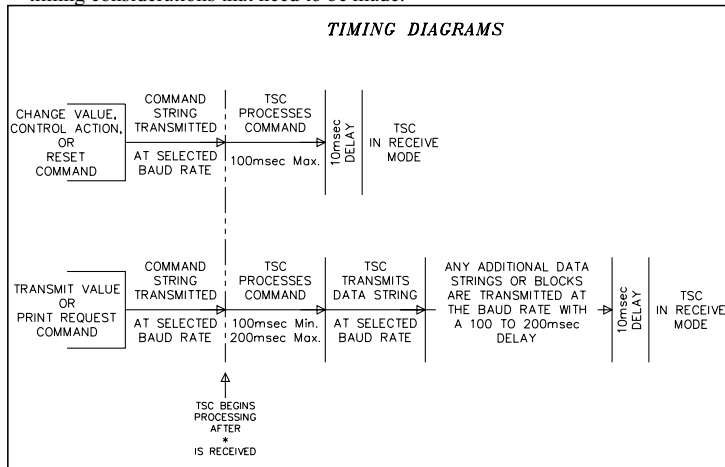 timing considerations that need to be made.
TIMING DIAGRAMS
CHANGE VALUE,
CONTROL ACTION,
OR
RESET
COMMAND
COMMAND
STRING
TRANSMITTED
AT SELECTED
BAUD RATE
TSC
PROCESSES
COMMAND
100msec Max.
10msec
DELAY
TSC
IN RECEIVE
MODE
TRANSMIT VALUE
OR
PRINT REQUEST
COMMAND
COMMAND
STRING
TRANSMITTED
AT SELECTED
BAUD RATE
TSC
PROCESSES
COMMAND
100msec Min.
200msec Max.
TSC
TRANSMITS
DATA STRING
AT SELECTED
BAUD RATE
ANY ADDITIONAL DATA
STRINGS OR BLOCKS
ARE TRANSMITTED AT
THE BAUD RATE WITH
A 100 TO 200msec
DELAY
10msec
DELAY
TSC
IN RECEIVE
MODE
TSC BEGINS
PROCESSING
AFTER
*
IS RECEIVED